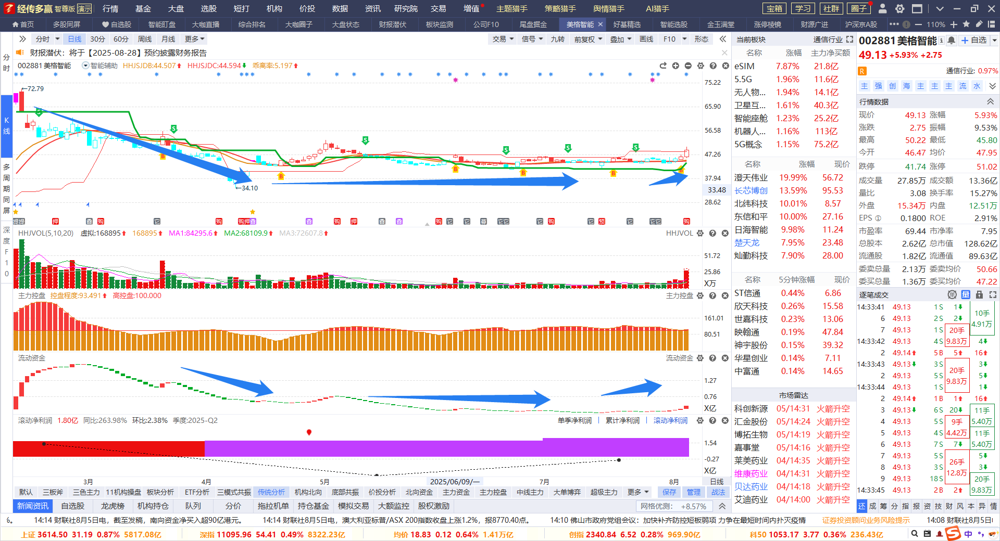 经传多赢 智尊版 演示 行情 基金 大盘 选股 短打 机构 价投 数据 资讯 研究院 交易 增值 主题猎手 策略猎手 舆情猎手 AI猎手 宝箱 学习 社群 圈子
首页 多股同屏 自选股 智能盯盘 大咖直播 综合排名 大咖圈子 大盘状态 财报潜伏 板块监测 公司F10 尾盘掘金 美格智能 好基精选 智能选股 金玉满堂 涨停棱镜 财源广进 沪深京A股 110%
分时 日线 30分 60分 周线 月线 更多 交易 信号 九转 前复权 叠加 画线 F10 形态
分时
K线
多周期同屏
深度F10
财报潜伏：将于【2025-08-28】预约披露财务报告
002881 美格智能 智能辅助 HHJSJDB:44.507 HHJSJDC:44.594 乖离率:5.197
75.22
72.79
65.90
56.58
47.26
37.94
34.10
33.48
28.62
HHJVOL(5,10,20) 虚拟:168895 168895 MA1:84295.6 MA2:68109.9 MA3:72607.8 HHJVOL
51.72
25.86
X万
主力控盘 控盘程度:93.491 高控盘:100.000 主力控盘
161.01
80.51
流动资金 流动资金
1.27
0.76
X亿
滚动净利润 1.80亿 同比:263.98% 环比:2.38% 季度:2025-Q2 单季净利润 累计净利润 滚动净利润
1.54
-0.27
X亿
3月 4月 5月 2025/06/09/一 7月 8月 日线
默认 三板斧 三色主力 11机构操盘 板块分析 ETF分析 三模式共振 传统分析 机构北向 底部共振 价投分析 北向资金 主力资金 主力控盘 中线主力 大单博弈 超级主力 更多 保存 管理 战法
新闻资讯 自选股 龙虎榜 机构持仓 队列 分价 拖拉机单 持仓基金 模拟交易 大额监控 股权激励 网格优测： +8.57%
当前板块 通信行业
名称 涨幅 主力净买额
eSIM 7.87% 21.8亿
5.5G 1.96% 11.6亿
无人物... 1.94% 14.1亿
卫星互... 1.61% 40.3亿
智能座舱 1.23% 25.2亿
机器人... 1.16% 113亿
5G概念 1.15% 75.2亿
名称 涨幅 现价
澄天伟业 19.99% 56.72
长芯博创 13.59% 95.53
北纬科技 10.01% 8.57
东信和平 10.00% 27.16
日海智能 9.98% 11.24
楚天龙 7.95% 23.48
灿勤科技 7.90% 28.00
名称 5分钟涨幅 现价
ST信通 0.44% 6.86
欣天科技 0.26% 15.58
世嘉科技 0.23% 13.06
映翰通 0.19% 47.84
神宇股份 0.15% 39.32
华星创业 0.14% 7.11
中富通 0.14% 14.65
市场雷达
科创新源 05/14:31 火箭升空
汇金股份 05/14:24 火箭升空
博拓生物 05/14:19 火箭升空
嘉事堂 05/14:16 火箭升空
莱美药业 04/14:35 火箭升空
维康药业 04/14:31 火箭升空
贝达药业 04/14:18 火箭升空
艾迪药业 04/14:00 火箭升空
002881 美格智能 自选
49.13 +5.93% +2.75
R 通信行业: 0.97%
主 强 创 海 主 主 主 流 水
行情数据
现价 49.13 涨幅 5.93%
涨跌 2.75 振幅 9.53%
最高 50.22 最低 45.80
今开 46.47 均价 47.95
跌停 41.74 涨停 51.02
成交量 27.85万 成交额 13.36亿
量比 3.08 换手率 15.27%
外盘 15.34万 内盘 12.51万
EPS ① 0.1800 ROE 2.91%
市盈率 69.44 市净率 7.95
总股本 2.62亿 总市值 128.62亿
流通股 1.82亿 流通值 89.63亿
委卖总量 2.13万 委卖均价 50.66
委买总量 1.36万 委买均价 47.22
逐笔成交
14:33:41 49.13 1S 1
6 49.13 2S 2
7 49.13 1S
14:33:42 49.13 4S 4
2 49.14 5B 5 16
14:33:43 49.13 3S 3
2 49.13 5S 5
14:33:44 49.13 1S 1
2 49.14 1B 1 16
3 49.13 6S 20
4 49.13 5S
5 49.13 4S
6 49.13 7S 7
7 49.13 5S 5
8 49.13 3S 3
9 49.13 18S
14:33:45 49.13 2B 2
10手 4.91万
20手 9.83万
20手 9.83万
11手 5.40万
9手 4.42万
11手 5.40万
26手 12.8万
20手 9.83万
还 成 筹 分 指 报 资 技 财 风 本 异 情
%。 14:14 财联社8月5日电，截至发稿，南向资金净买入超90亿港元。 14:14 财联社8月5日电，澳大利亚标普/ASX 200指数收盘上涨1.2%，报8770.40点。 14:10 佛山市政府党组会议：加快补齐防控短板弱项 力争在最短时间内扑灭疫情 证券投资顾问业务风险提示 14:08 财联社8月5日
上证 3614.50 31.19 0.87% 5817.08亿 深指 11095.96 54.41 0.49% 8322.23亿 均价 18.83 0.12 0.64% 1.41万亿 创指 2340.84 6.52 0.28% 969.90亿 科50 1053.17 3.77 0.36% 236.43亿 中